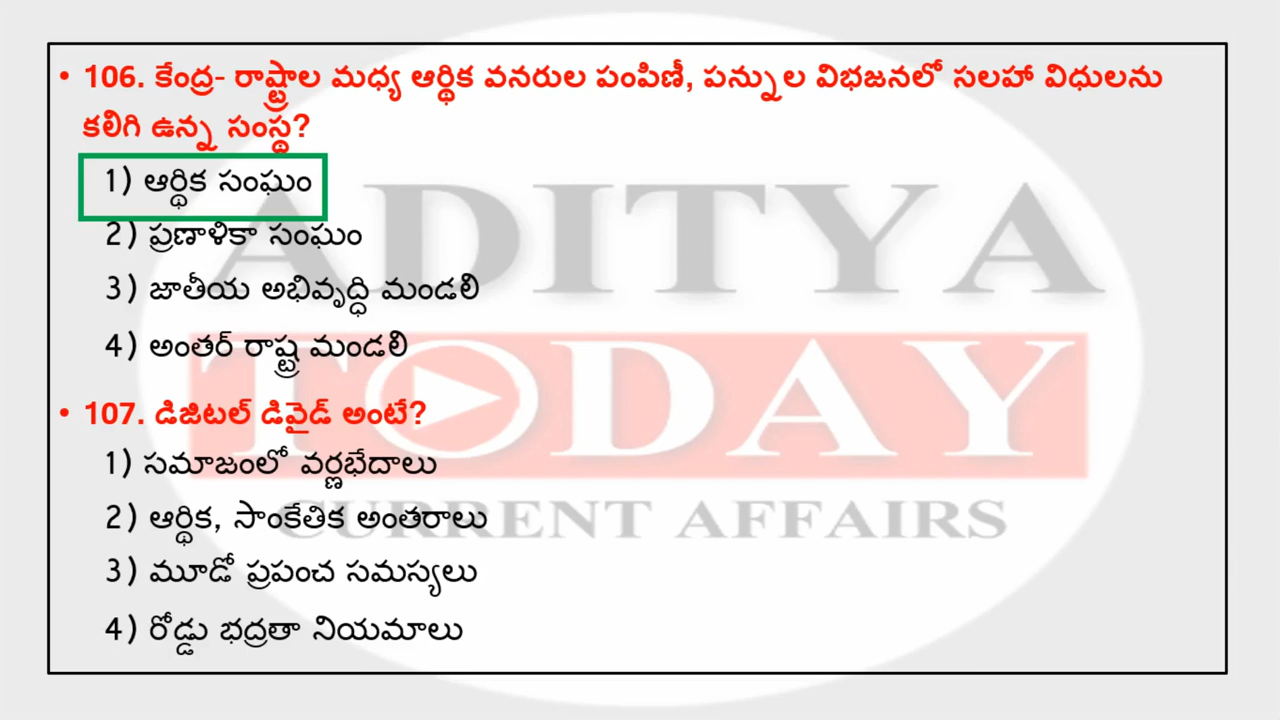 • 106. కేంద్ర- రాష్ట్రాల మధ్య ఆర్థిక వనరుల పంపిణీ, పన్నుల విభజనలో సలహా విధులను
కలిగి ఉన్న సంస్థ?
1) ఆర్థిక సంఘం
2) ప్రణాళికా సంఘం
3) జాతీయ అభివృద్ధి మండలి
4) అంతర్ రాష్ట్ర మండలి
• 107. డిజిటల్ డివైడ్ అంటే?
1) సమాజంలో వర్ణభేదాలు
2) ఆర్థిక, సాంకేతిక అంతరాలు
3) మూడో ప్రపంచ సమస్యలు
4) రోడ్డు భద్రతా నియమాలు
ADITYA
TODAY
CURRENT AFFAIRS